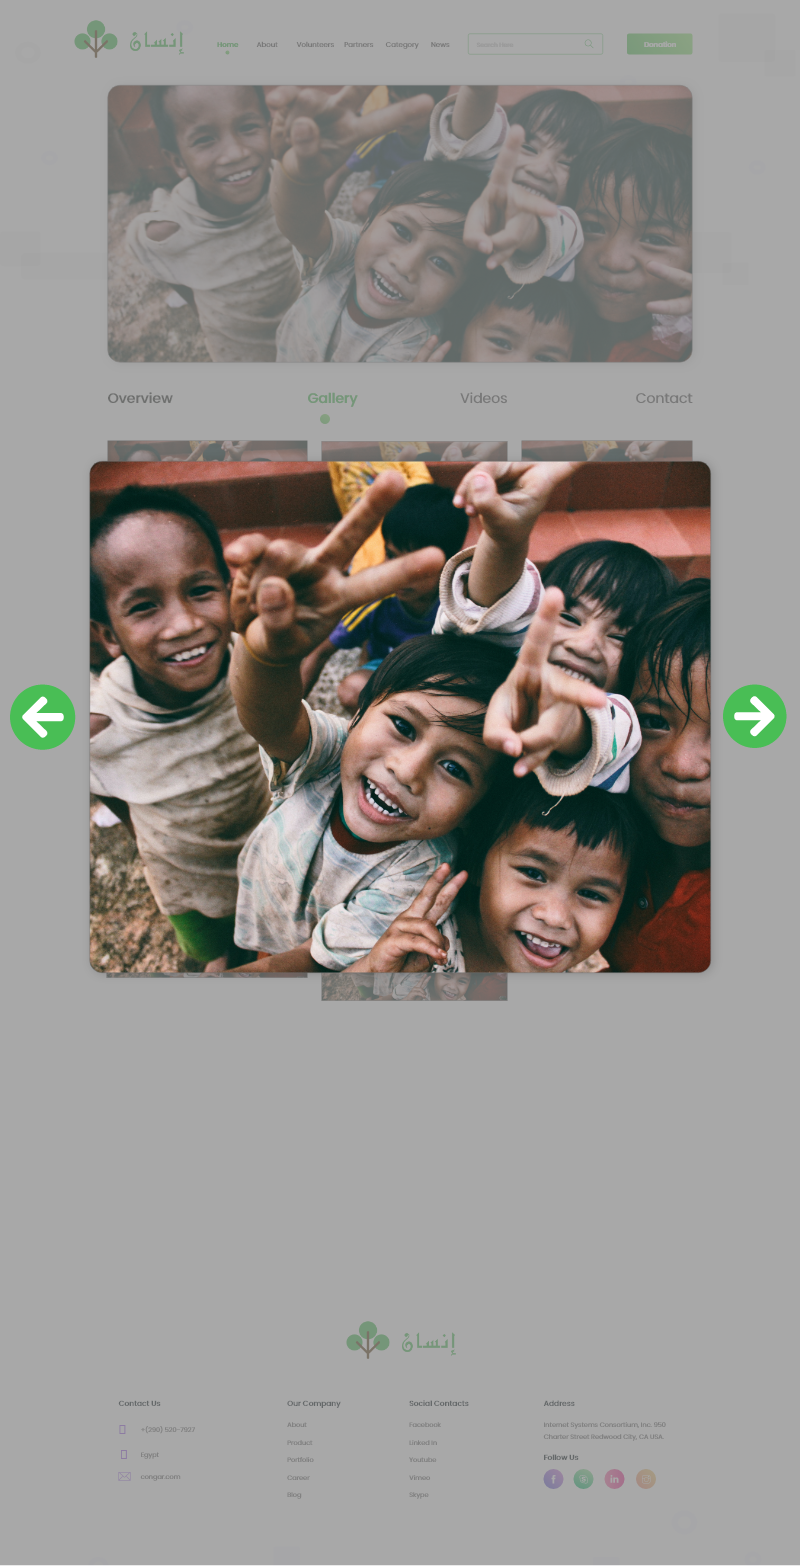 إنسان
Home About Volunteers Partners Category News Search Here Donation
Overview Gallery Videos Contact
إنسان
Contact Us
+(280) 520-7927
Egypt
congal.com
Our Company
About
Product
Portfolio
Career
Blog
Social Contacts
Facebook
Linked in
Youtube
Vimeo
Skype
Address
Internet Systems Consortium, Inc. 950
Charter Street Redwood City, CA USA.
Follow Us